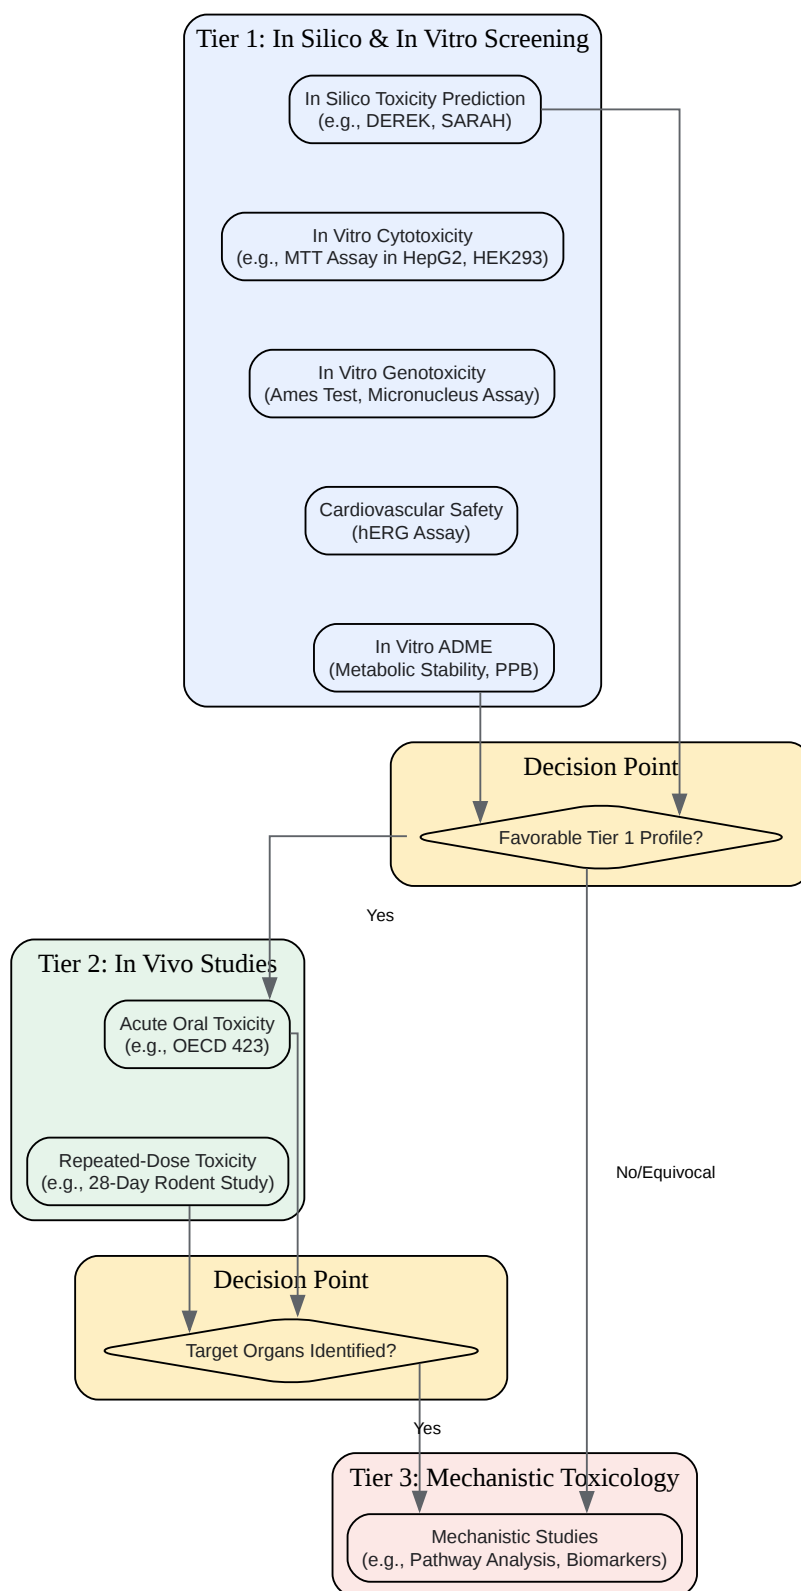 Tier 1: In Silico & In Vitro Screening
In Silico Toxicity Prediction
(e.g., DEREK, SARAH)
In Vitro Cytotoxicity
(e.g., MTT Assay in HepG2, HEK293)
In Vitro Genotoxicity
(Ames Test, Micronucleus Assay)
Cardiovascular Safety
(hERG Assay)
In Vitro ADME
(Metabolic Stability, PPB)
Decision Point
Favorable Tier 1 Profile?
Yes
Tier 2: In Vivo Studies
Acute Oral Toxicity
(e.g., OECD 423)
Repeated-Dose Toxicity
(e.g., 28-Day Rodent Study)
No/Equivocal
Decision Point
Target Organs Identified?
Yes
Tier 3: Mechanistic Toxicology
Mechanistic Studies
(e.g., Pathway Analysis, Biomarkers)